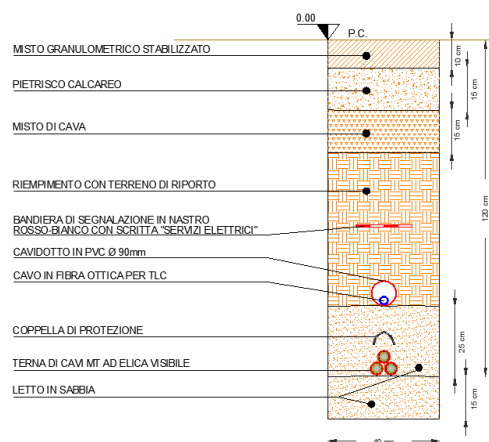 0.00
P.C.
MISTO GRANULOMETRICO STABILIZZATO
10 cm
PIETRISCO CALCAREO
15 cm
MISTO DI CAVA
15 cm
RIEMPIMENTO CON TERRENO DI RIPORTO
120 cm
BANDIERA DI SEGNALAZIONE IN NASTRO
ROSSO-BIANCO CON SCRITTA "SERVIZI ELETTRICI"
CAVIDOTTO IN PVC Ø 90mm
CAVO IN FIBRA OTTICA PER TLC
COPPELLA DI PROTEZIONE
25 cm
TERNA DI CAVI MT AD ELICA VISIBILE
LETTO IN SABBIA
15 cm
cm